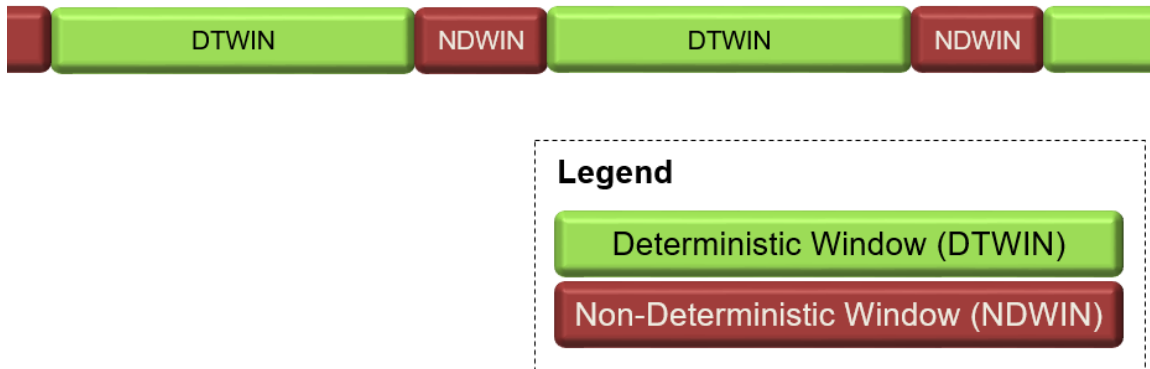 DTWIN NDWIN DTWIN NDWIN
Legend
Deterministic Window (DTWIN)
Non-Deterministic Window (NDWIN)